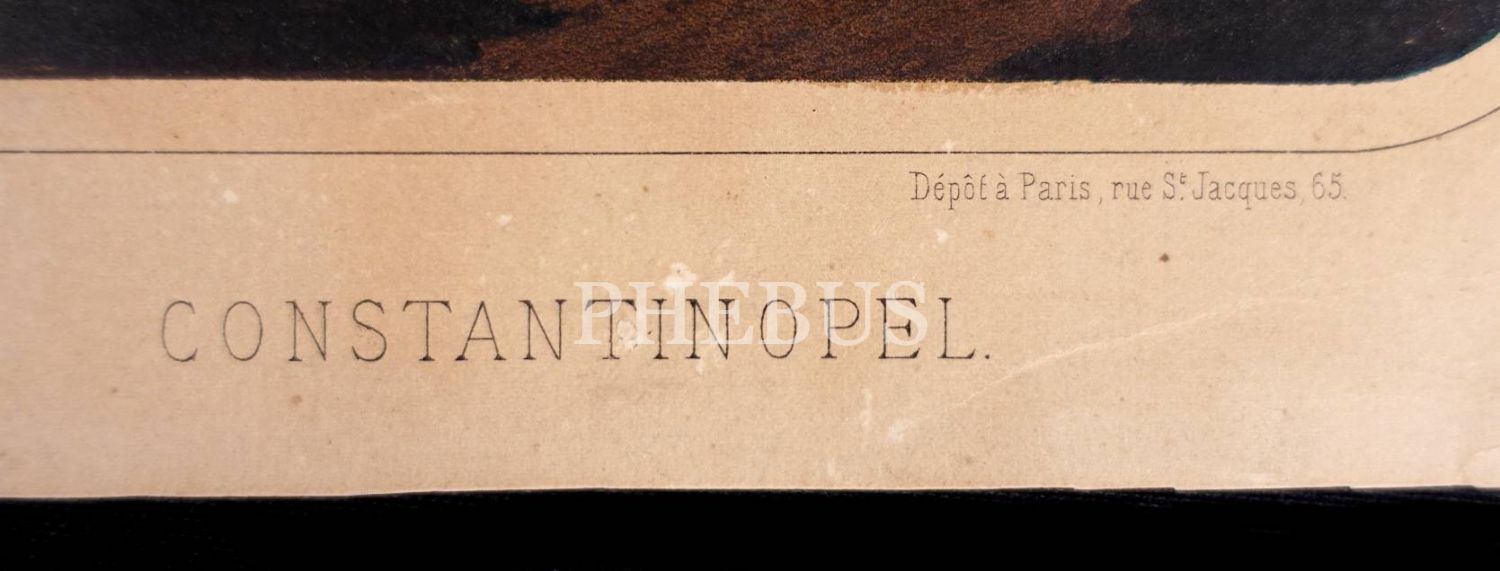 Dépôt à Paris, rue Sᵗ Jacques, 65.
CONSTANTINOPEL.
PHEBUS